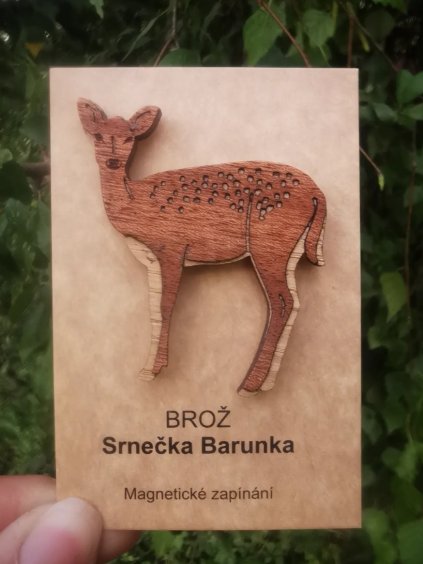 BROŽ
Srnečka Barunka
Magnetické zapínání